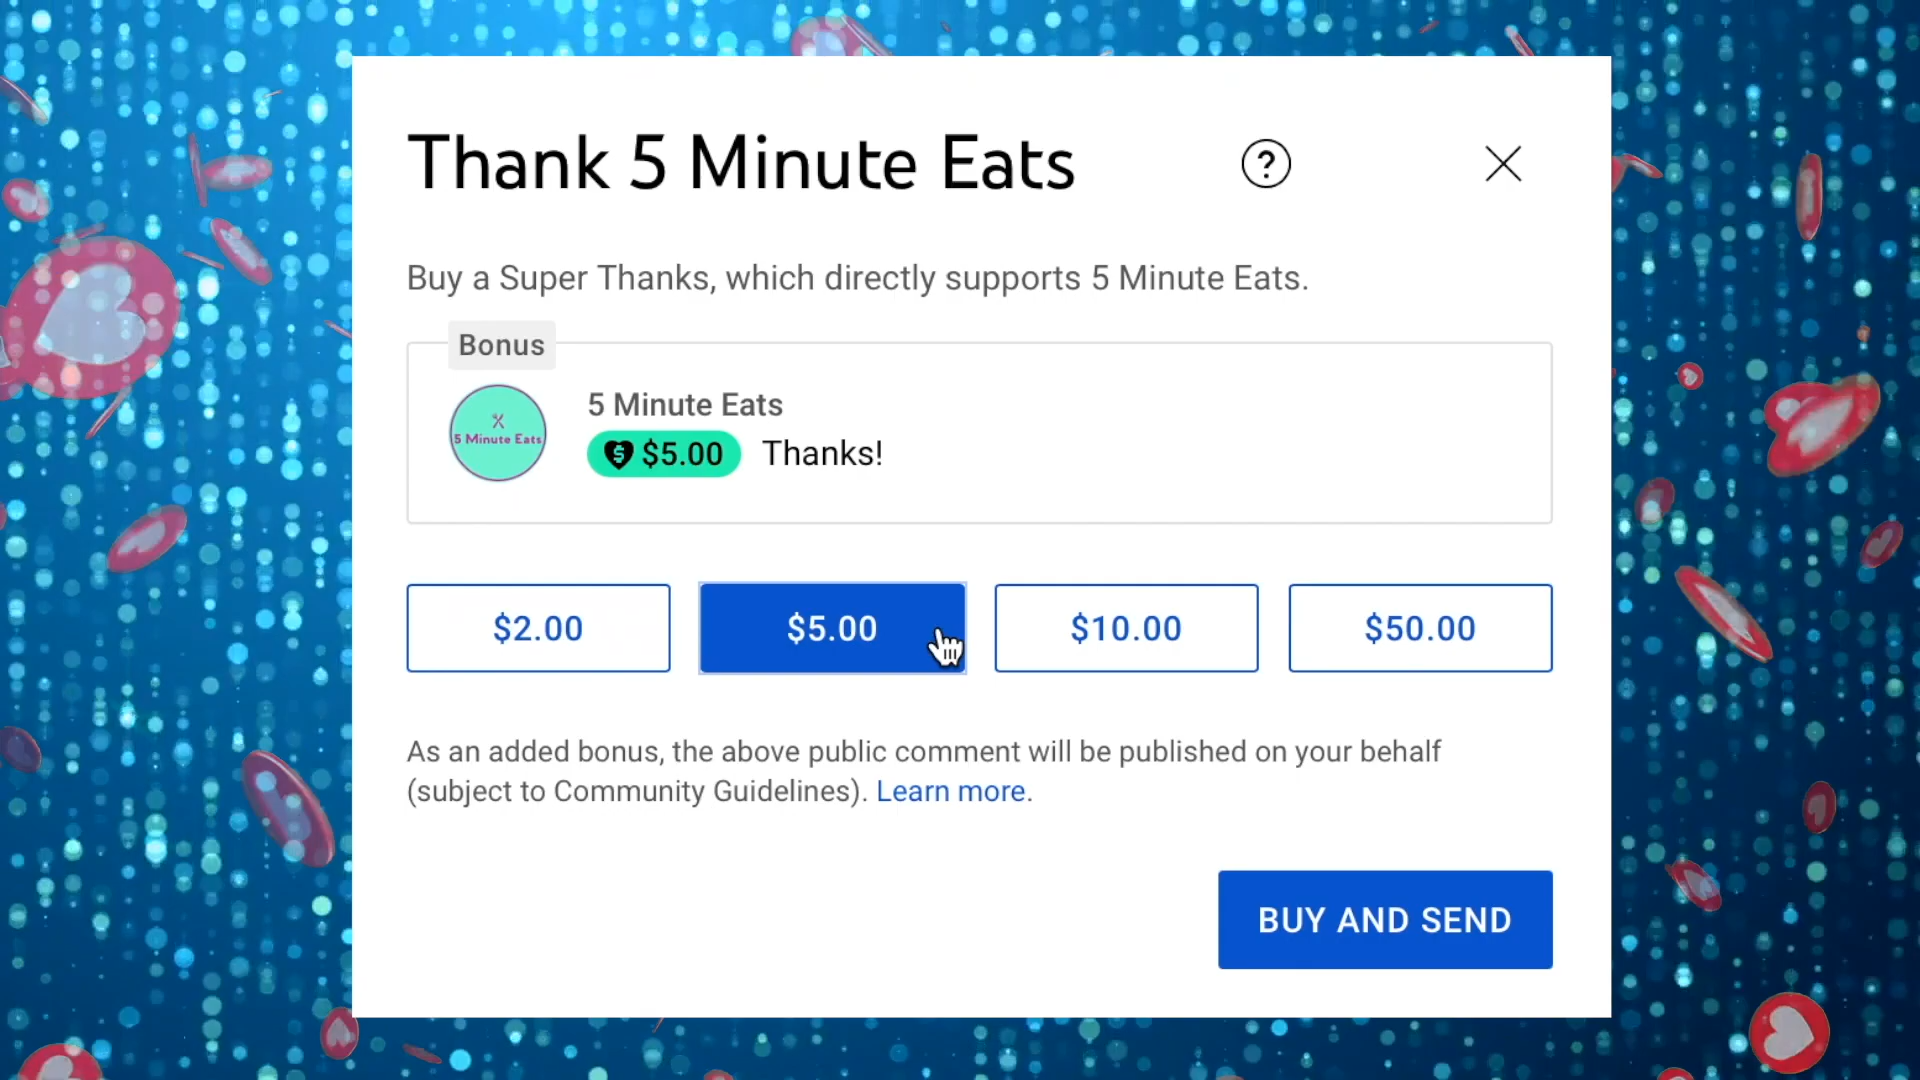 Thank 5 Minute Eats
?
Buy a Super Thanks, which directly supports 5 Minute Eats.
Bonus
5 Minute Eats
5 Minute Eats
$5.00 Thanks!
$2.00
$5.00
$10.00
$50.00
As an added bonus, the above public comment will be published on your behalf
(subject to Community Guidelines). Learn more.
BUY AND SEND